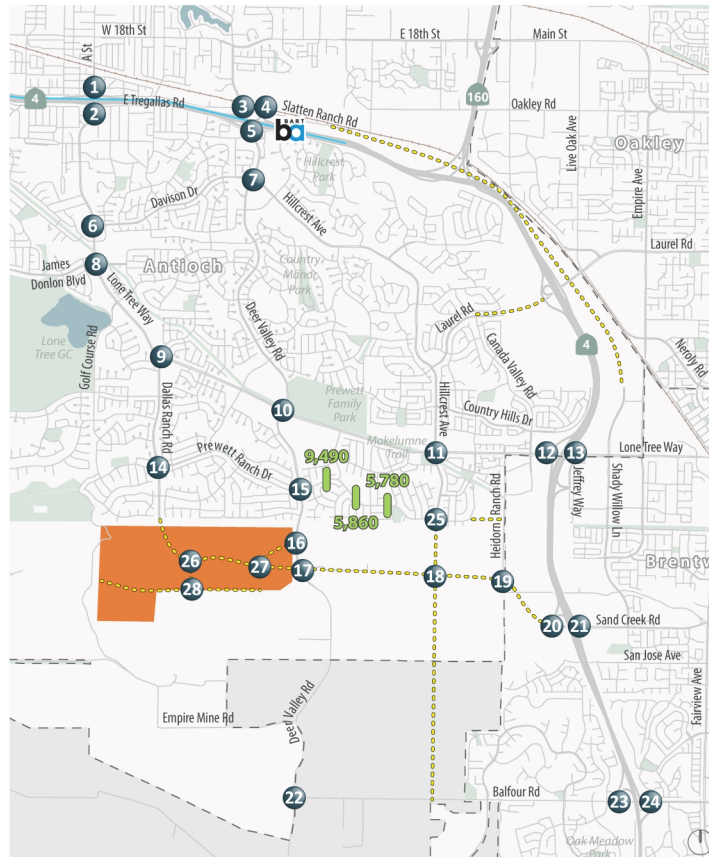 W 18th St
E 18th St
Main St
A St
1
4
E Tregallas Rd
2
3
4
Slatten Ranch Rd
160
Oakley Rd
5
BART
ba
Hillcrest
Park
Live Oak Ave
Oakley
Empire Ave
7
Davison Dr
Hillcrest Ave
6
Laurel Rd
8
James
Donlon Blvd
Antioch
Country
Manor
Park
Lone Tree Way
Lone
Tree GC
Golf Course Rd
Deer Valley Rd
Laurel Rd
Canada Valley Rd
4
Neroly Rd
9
Dallas Ranch Rd
Prewett
Family
Park
Hillcrest Ave
10
Country Hills Dr
Prewett Ranch Dr
Mokelumne
Trail
11
12
13
Lone Tree Way
9,490
14
5,780
15
5,860
Heidorn Ranch Rd
Jeffrey Way
Shady Willow Ln
25
16
Brentw
26
27
17
18
19
28
20
21
Sand Creek Rd
San Jose Ave
Fairview Ave
Deer Valley Rd
Empire Mine Rd
22
Balfour Rd
23
24
Oak Meadow
Park